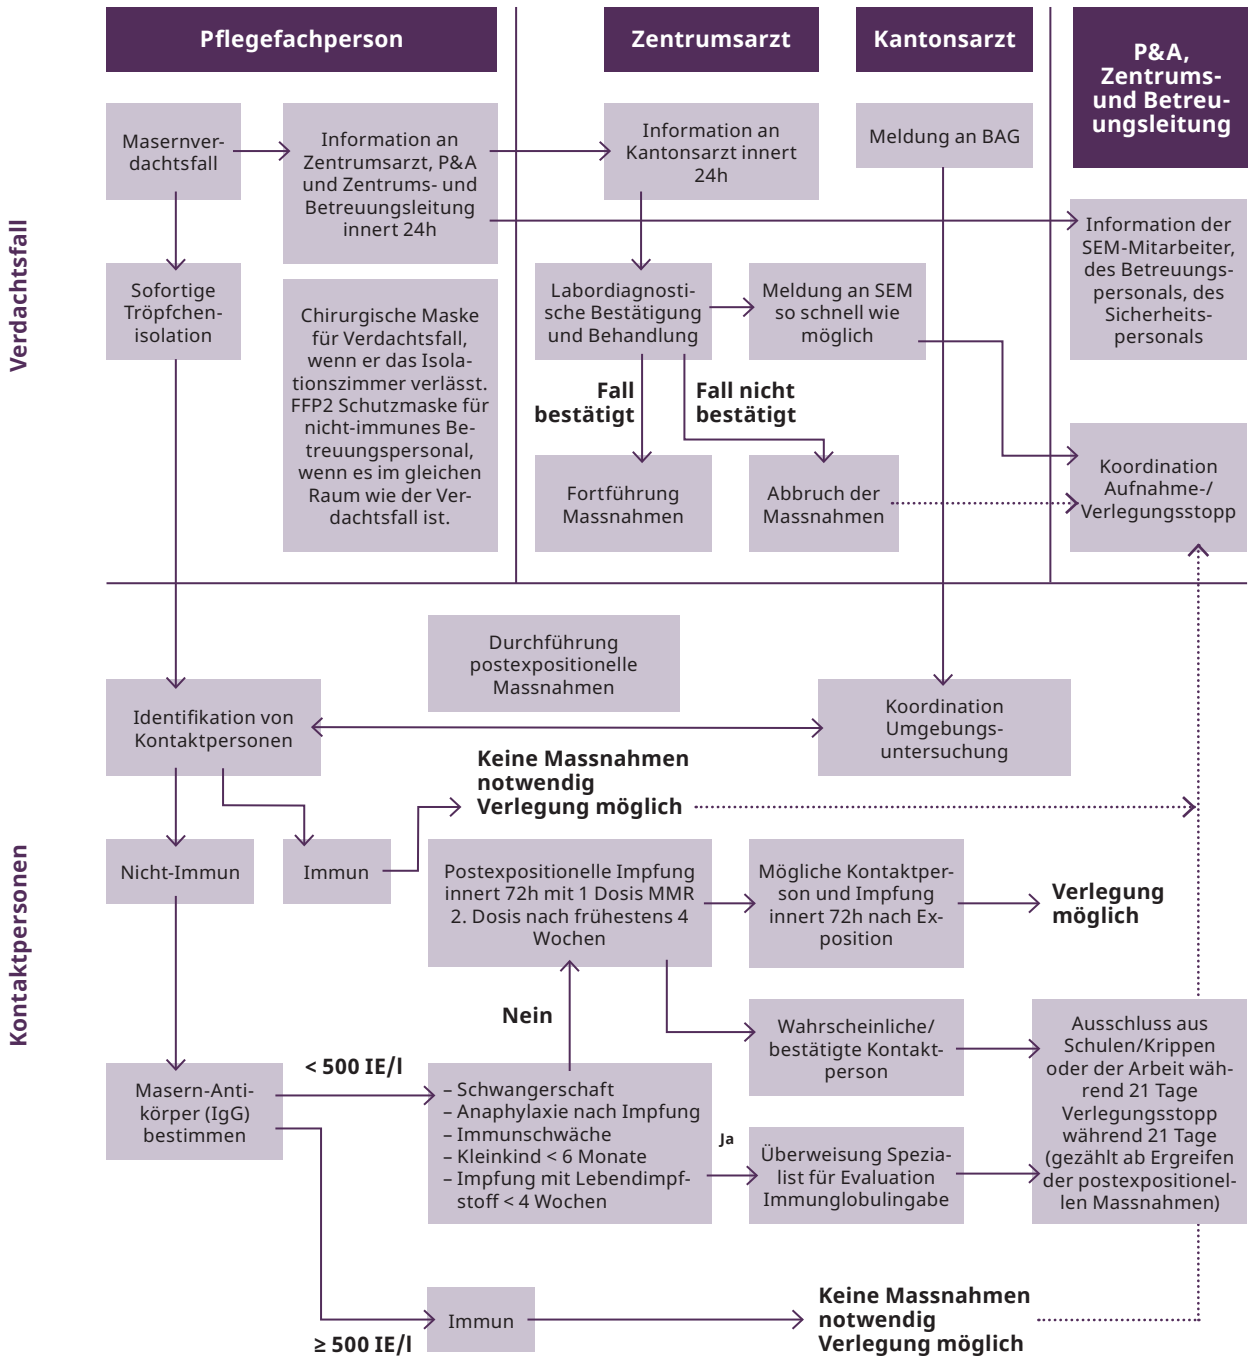 Pflegefachperson
Zentrumsarzt
Kantonsarzt
P&A,
Zentrums-
und Betreu-
ungsleitung
Verdachtsfall
Masernver-
dachtsfall
Information an
Zentrumsarzt, P&A
und Zentrums- und
Betreuungsleitung
innert 24h
Information an
Kantonsarzt innert
24h
Meldung an BAG
Information der
SEM-Mitarbeiter,
des Betreuungs-
personals, des
Sicherheits-
personals
Sofortige
Tröpfchen-
isolation
Chirurgische Maske
für Verdachtsfall,
wenn er das Isola-
tionszimmer verlässt.
FFP2 Schutzmaske für
nicht-immunes Be-
treuungspersonal,
wenn es im gleichen
Raum wie der Ver-
dachtsfall ist.
Labordiagnosti-
sche Bestätigung
und Behandlung
Meldung an SEM
so schnell wie
möglich
Fall
bestätigt
Fall nicht
bestätigt
Fortführung
Massnahmen
Abbruch der
Massnahmen
Koordination
Aufnahme-/
Verlegungsstopp
Kontaktpersonen
Durchführung
postexpositionelle
Massnahmen
Identifikation von
Kontaktpersonen
Koordination
Umgebungs-
untersuchung
Keine Massnahmen
notwendig
Verlegung möglich
Nicht-Immun
Immun
Postexpositionelle Impfung
innert 72h mit 1 Dosis MMR
2. Dosis nach frühestens 4
Wochen
Mögliche Kontaktper-
son und Impfung
innert 72h nach Ex-
position
Verlegung
möglich
Nein
Wahrscheinliche/
bestätigte Kontakt-
person
Ausschluss aus
Schulen/Krippen
oder der Arbeit wäh-
rend 21 Tage
Verlegungsstopp
während 21 Tage
(gezählt ab Ergreifen
der postexpositionel-
len Massnahmen)
Masern-Anti-
körper (IgG)
bestimmen
< 500 IE/l
– Schwangerschaft
– Anaphylaxie nach Impfung
– Immunschwäche
– Kleinkind < 6 Monate
– Impfung mit Lebendimpf-
stoff < 4 Wochen
Ja
Überweisung Spezia-
list für Evaluation
Immunglobulingabe
≥ 500 IE/l
Immun
Keine Massnahmen
notwendig
Verlegung möglich